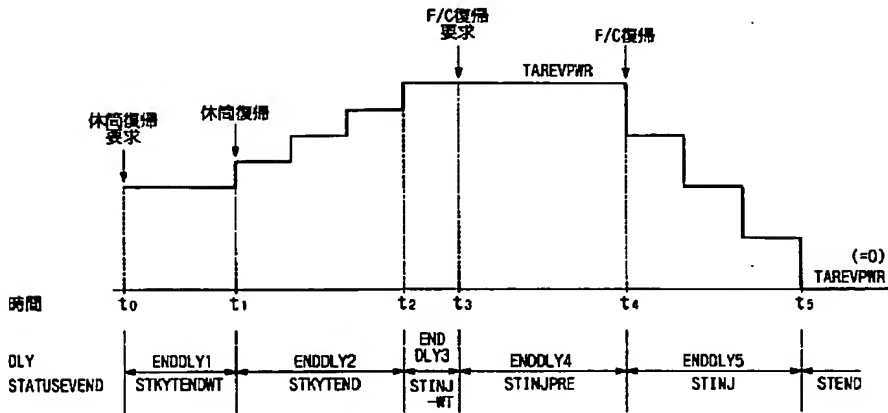 F/C復帰
要求
F/C復帰
TAREVPWR
休筒復帰
要求
休筒復帰
(=0)
TAREVPWR
時間
t0
t1
t2
t3
t4
t5
DLY
ENDDLY1
ENDDLY2
END
DLY3
ENDDLY4
ENDDLY5
STATUSEVEND
STKYTENDWT
STKYTEND
STINJ
-WT
STINJPRE
STINJ
STEND